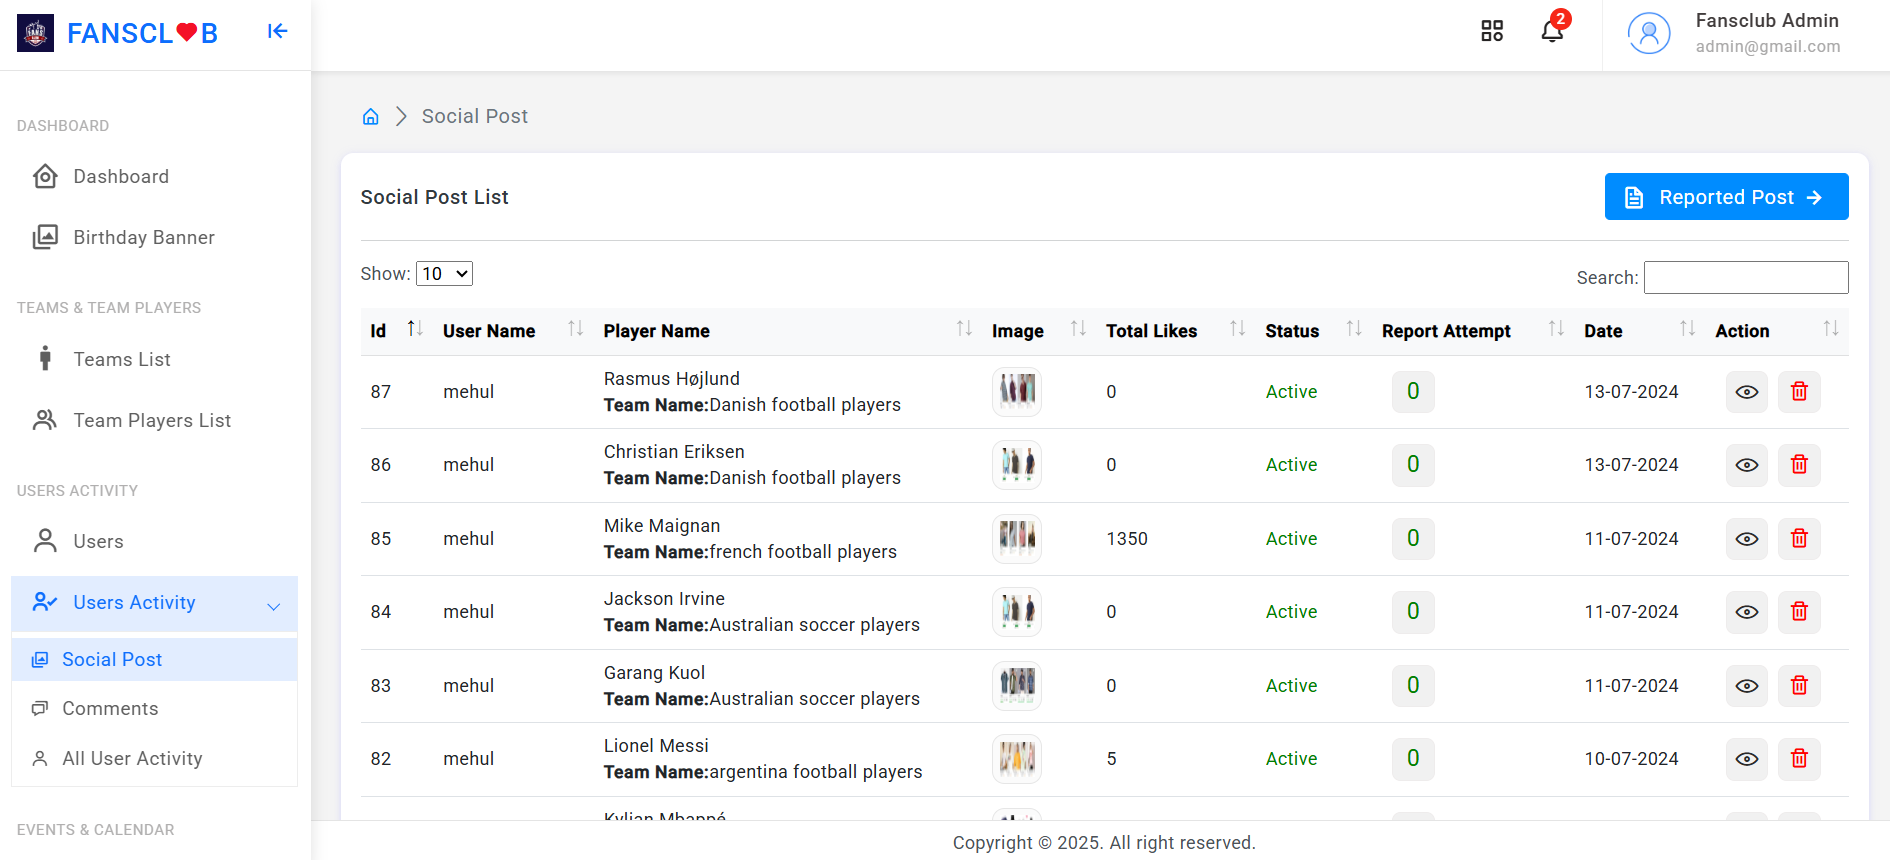 FANSCL❤B
2
Fansclub Admin
admin@gmail.com
DASHBOARD
Dashboard
Birthday Banner
TEAMS & TEAM PLAYERS
Teams List
Team Players List
USERS ACTIVITY
Users
Users Activity
Social Post
Comments
All User Activity
EVENTS & CALENDAR
Social Post
Social Post List
Reported Post
Show: 10
Search:
Id User Name Player Name Image Total Likes Status Report Attempt Date Action
87 mehul Rasmus Højlund 0 Active 0 13-07-2024
Team Name:Danish football players
86 mehul Christian Eriksen 0 Active 0 13-07-2024
Team Name:Danish football players
85 mehul Mike Maignan 1350 Active 0 11-07-2024
Team Name:french football players
84 mehul Jackson Irvine 0 Active 0 11-07-2024
Team Name:Australian soccer players
83 mehul Garang Kuol 0 Active 0 11-07-2024
Team Name:Australian soccer players
82 mehul Lionel Messi 5 Active 0 10-07-2024
Team Name:argentina football players
Kylian Mbappé
Copyright © 2025. All right reserved.